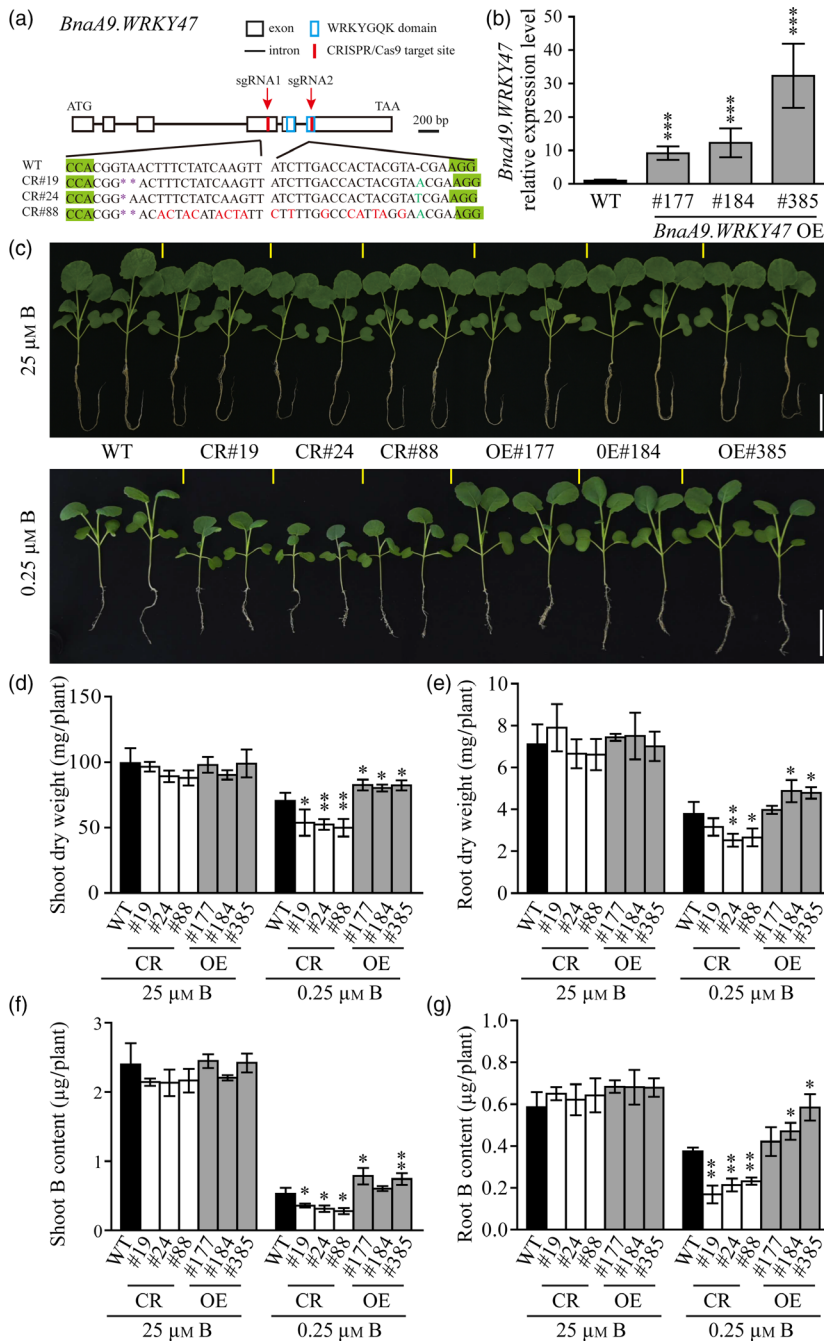 (a)
BnaA9.WRKY47
exon
WRKYGQK domain
intron
CRISPR/Cas9 target site
sgRNA1
sgRNA2
ATG
TAA
200 bp
WT
CCACGGTAACTTTCTATCAAGTT
ATCTTGACCACTACGTA-CGAAGG
CR#19
CCACGG**AACTTTCTATCAAGTT
ATCTTGACCACTACGTAACGAAGG
CR#24
CCACGG*AACTTTCTATCAAGTT
ATCTTGACCACTACGTATCGAAGG
CR#88
CCACGG**ACACTACATACTATT
CTTTTGGCCCATTAGGAACGAAGG
(b)
BnaA9.WRKY47
relative expression level
50
40
30
20
10
0
***
***
***
WT
#177
#184
#385
BnaA9.WRKY47 OE
(c)
25 μM B
WT
CR#19
CR#24
CR#88
OE#177
0E#184
OE#385
0.25 μM B
(d)
Shoot dry weight (mg/plant)
150
100
50
0
*
**
**
*
*
*
WT
#19
#24
#88
#177
#184
#385
WT
#19
#24
#88
#177
#184
#385
CR
OE
CR
OE
25 μM B
0.25 μM B
(e)
Root dry weight (mg/plant)
10
8
6
4
2
0
**
*
*
*
WT
#19
#24
#88
#177
#184
#385
WT
#19
#24
#88
#177
#184
#385
CR
OE
CR
OE
25 μM B
0.25 μM B
(f)
Shoot B content (μg/plant)
3
2
1
0
*
*
*
*
**
WT
#19
#24
#88
#177
#184
#385
WT
#19
#24
#88
#177
#184
#385
CR
OE
CR
OE
25 μM B
0.25 μM B
(g)
Root B content (μg/plant)
1.0
0.8
0.6
0.4
0.2
0.0
**
**
**
*
*
WT
#19
#24
#88
#177
#184
#385
WT
#19
#24
#88
#177
#184
#385
CR
OE
CR
OE
25 μM B
0.25 μM B